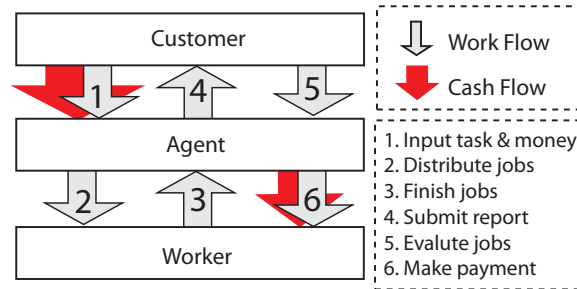 Customer
1
4
5
Agent
2
3
6
Worker
Work Flow
Cash Flow
1. Input task & money
2. Distribute jobs
3. Finish jobs
4. Submit report
5. Evalute jobs
6. Make payment